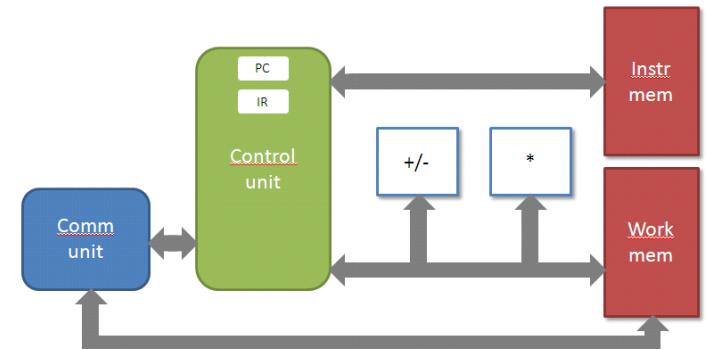 PC
IR
Control
unit
Comm
unit
+/-
*
Instr
mem
Work
mem